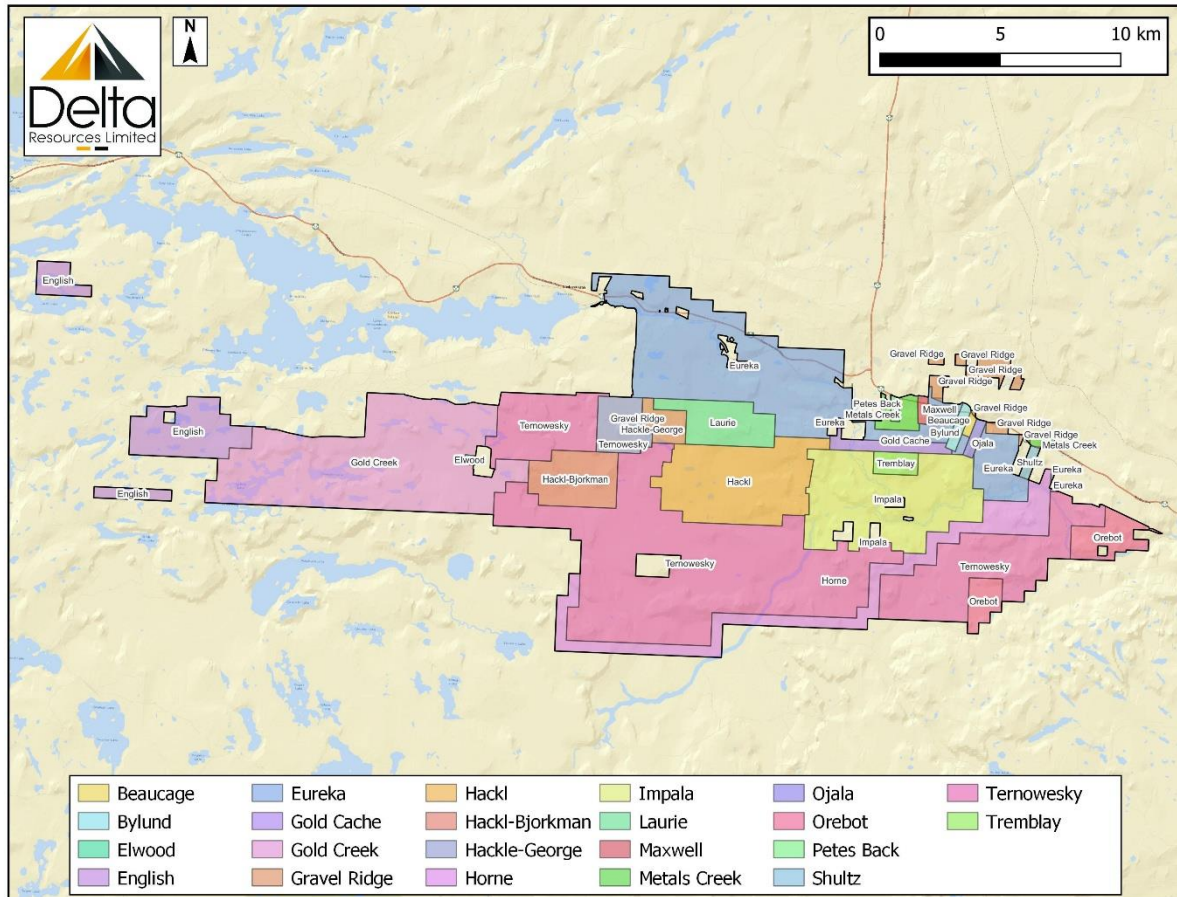 Delta
Resources Limited
N
0 5 10 km
English
Eureka
Gravel Ridge
Gravel Ridge
Gravel Ridge
Gravel Ridge
Petes Back
Metals Creek
Maxwell
Gravel Ridge
Beaucage
Eureka
Bylund
Gravel Ridge
Hackle-George
Laurie
Ternowesky
Ternowesky
English
Gold Cache
Ojala
Gravel Ridge
Metals Creek
Gold Creek
Elwood
Tremblay
Eureka
Shultz
Eureka
Eureka
Hackl-Bjorkman
Hackl
English
Impala
Impala
Orebot
Ternowesky
Ternowesky
Horne
Orebot
Beaucage Eureka Hackl Impala Ojala Ternowesky
Bylund Gold Cache Hackl-Bjorkman Laurie Orebot Tremblay
Elwood Gold Creek Hackle-George Maxwell Petes Back
English Gravel Ridge Horne Metals Creek Shultz